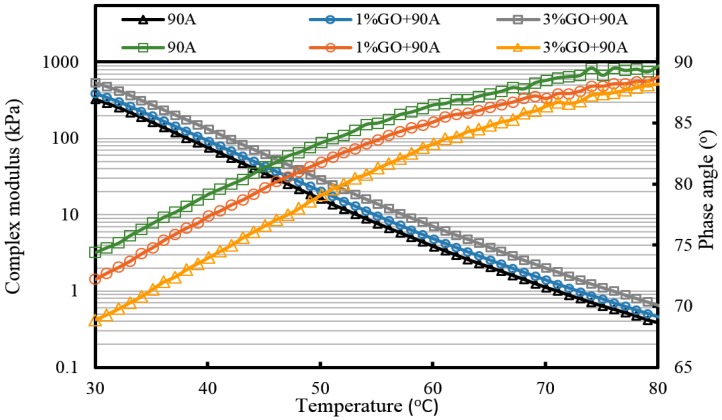 90A 1%GO+90A 3%GO+90A
90A 1%GO+90A 3%GO+90A
1000
100
10
1
0.1
Complex modulus (kPa)
90
85
80
75
70
65
Phase angle (º)
30 40 50 60 70 80
Temperature (ºC)